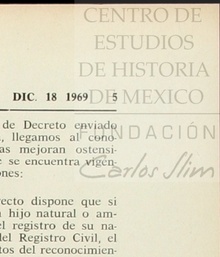 CENTRO DE
ESTUDIOS
DE HISTORIA
DE MEXICO
DIC. 18 1969 5
de Decreto enviado
FUNDACIÓN
, llegamos al cono-
as mejoran ostensi-
e se encuentra vigen-
Carlos Slim
ones:
ecto dispone que si
n hijo natural o am-
el registro de su na-
del Registro Civil, el
tos del reconocimien-